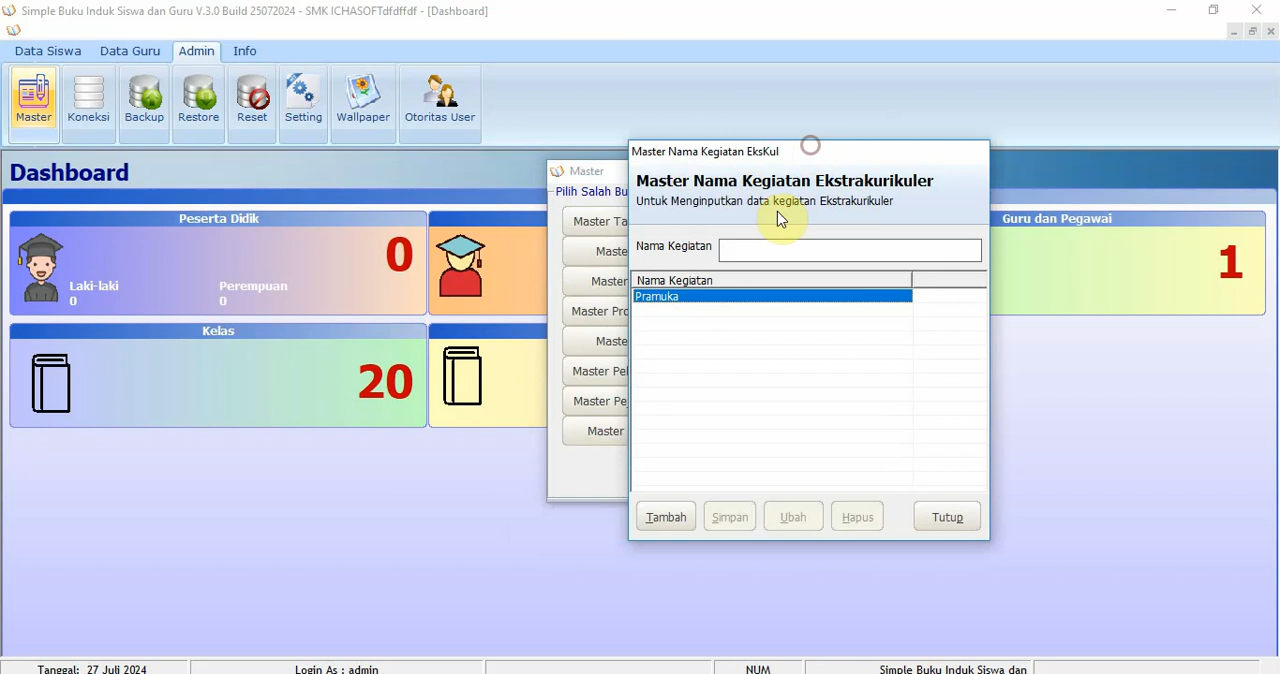 Simple Buku Induk Siswa dan Guru V.3.0 Build 25072024 - SMK ICHASOFTdfdffdf - [Dashboard]
Data Siswa Data Guru Admin Info
Master Koneksi Backup Restore Reset Setting Wallpaper Otoritas User
Dashboard
Peserta Didik
0
Laki-laki Perempuan
0 0
Kelas
20
Guru dan Pegawai
1
Master
Pilih Salah Bu
Master Ta
Maste
Master
Master Pro
Maste
Master Pel
Master Pe
Master
Master Nama Kegiatan EksKul
Master Nama Kegiatan Ekstrakurikuler
Untuk Menginputkan data kegiatan Ekstrakurikuler
Nama Kegiatan
Nama Kegiatan
Pramuka
Tambah Simpan Ubah Hapus Tutup
Tanggal: 27 Juli 2024 Login As : admin NUM Simple Buku Induk Siswa dan